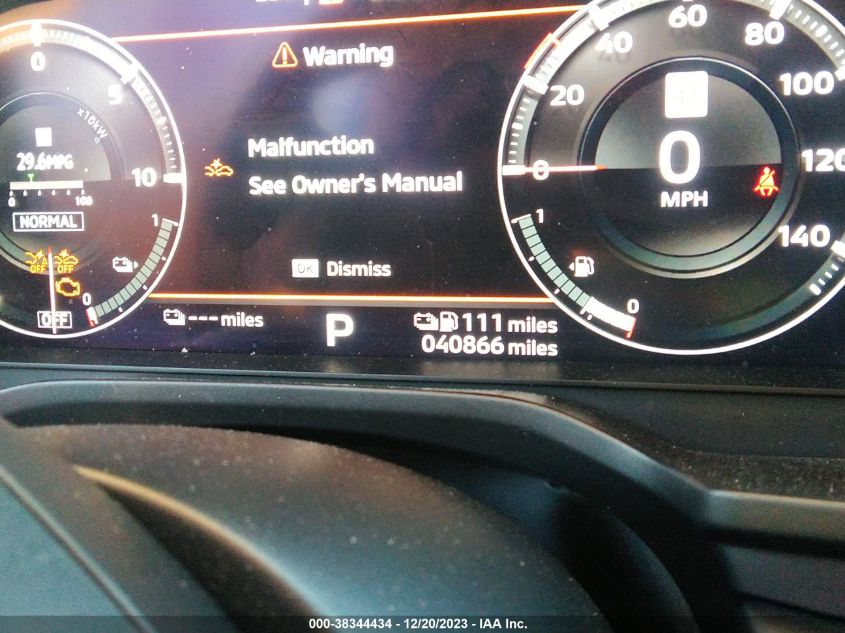 60
Warning
0
40
80
5
20
100
x10kW
29.6MPG
Malfunction
0
0
120
10
See Owner's Manual
MPH
0 100
NORMAL
1
1
140
OFF OFF
OK Dismiss
0
0
OFF
--- miles
P
111 miles
040866 miles
000-38344434 - 12/20/2023 - IAA Inc.